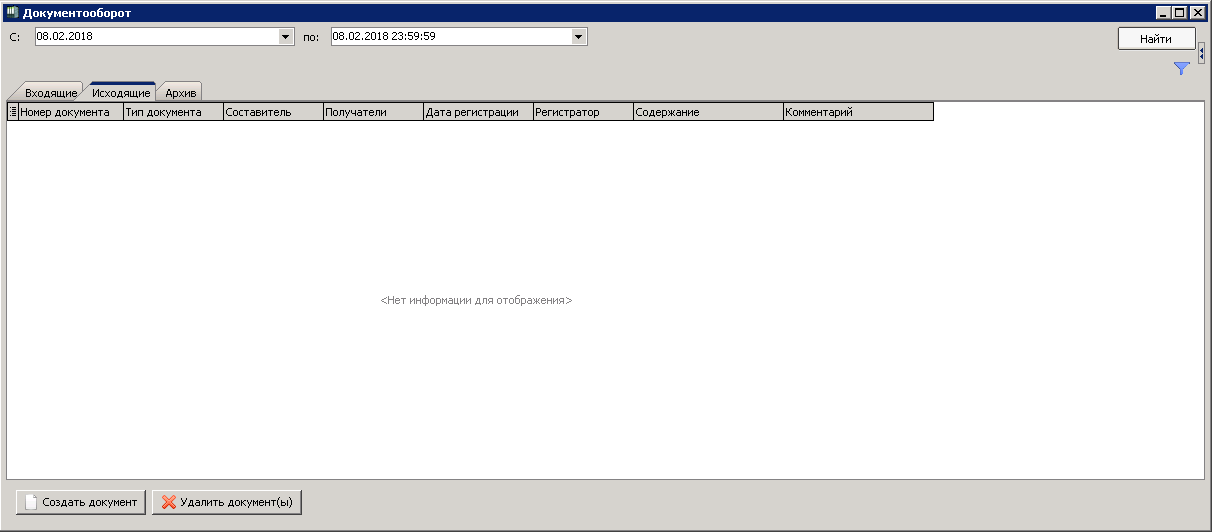 Документооборот
С: 08.02.2018 по: 08.02.2018 23:59:59 Найти
Входящие Исходящие Архив
Номер документа Тип документа Составитель Получатели Дата регистрации Регистратор Содержание Комментарий
<Нет информации для отображения>
Создать документ Удалить документ(ы)